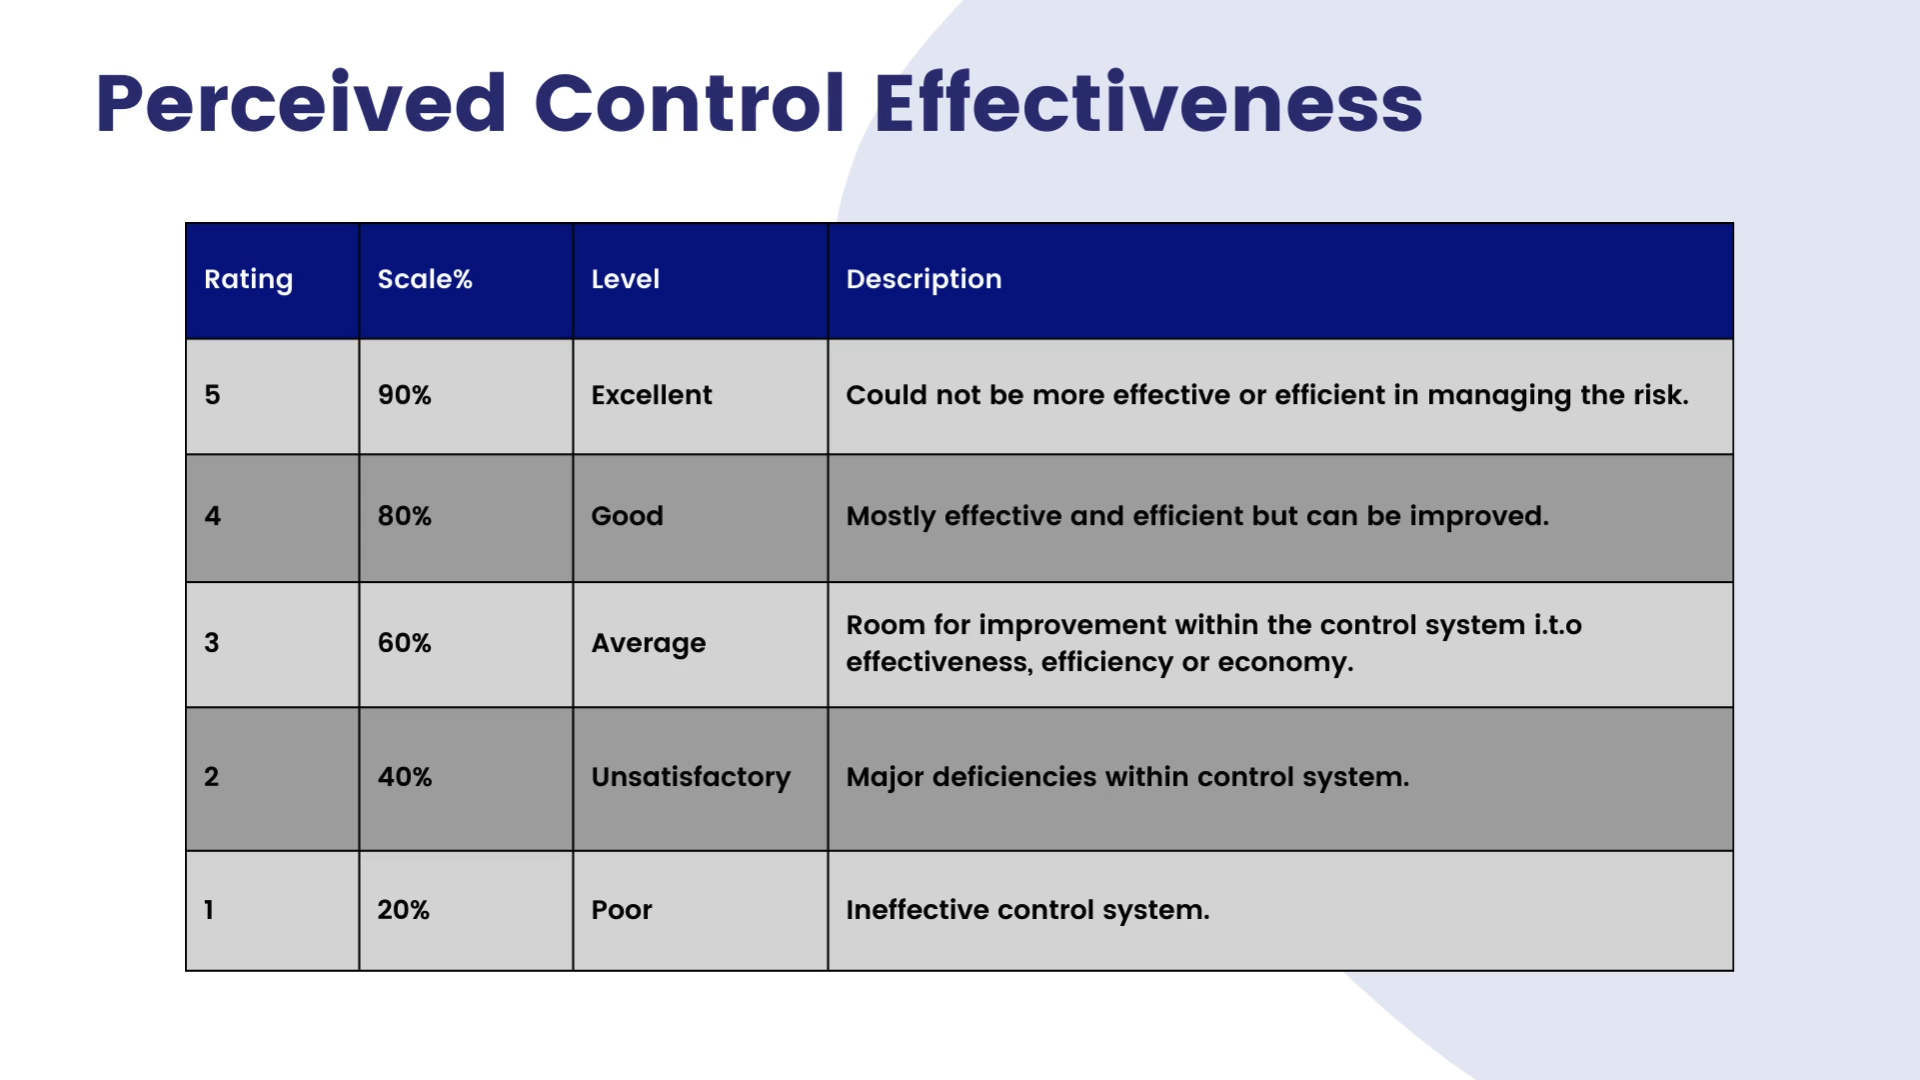 Perceived Control Effectiveness
Rating Scale% Level Description
5 90% Excellent Could not be more effective or efficient in managing the risk.
4 80% Good Mostly effective and efficient but can be improved.
3 60% Average Room for improvement within the control system i.t.o
effectiveness, efficiency or economy.
2 40% Unsatisfactory Major deficiencies within control system.
1 20% Poor Ineffective control system.